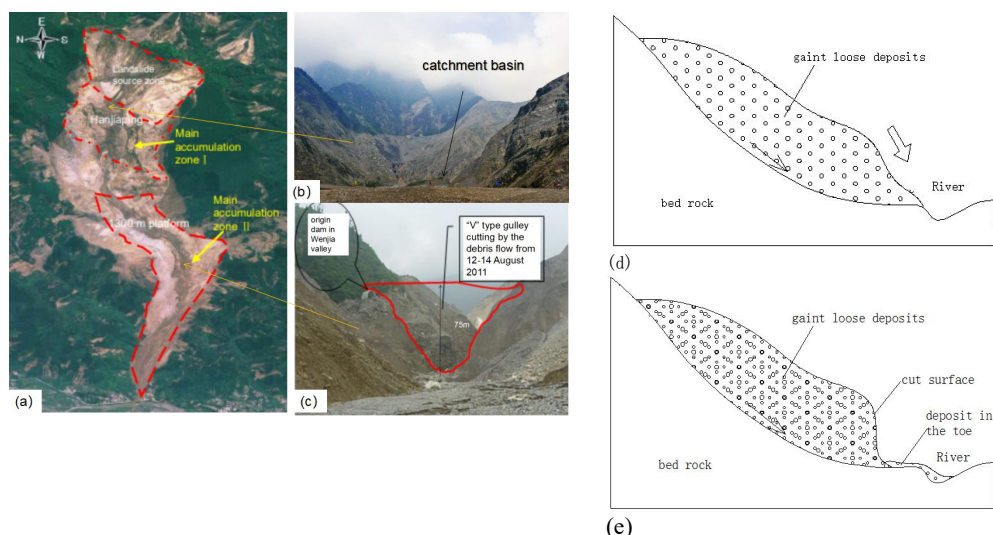 E
N S
W
Landslide
source zone
Hanjiaping
Main
accumulation
zone Ⅰ
Main
accumulation
zone Ⅱ
1300 m platform
(a)
catchment basin
(b)
origin
dam in
Wenjia
valley
"V" type gulley
cutting by the
debris flow from
12-14 August
2011
75m
(c)
gaint loose deposits
River
bed rock
(d)
gaint loose deposits
cut surface
deposit in
the toe
River
bed rock
(e)